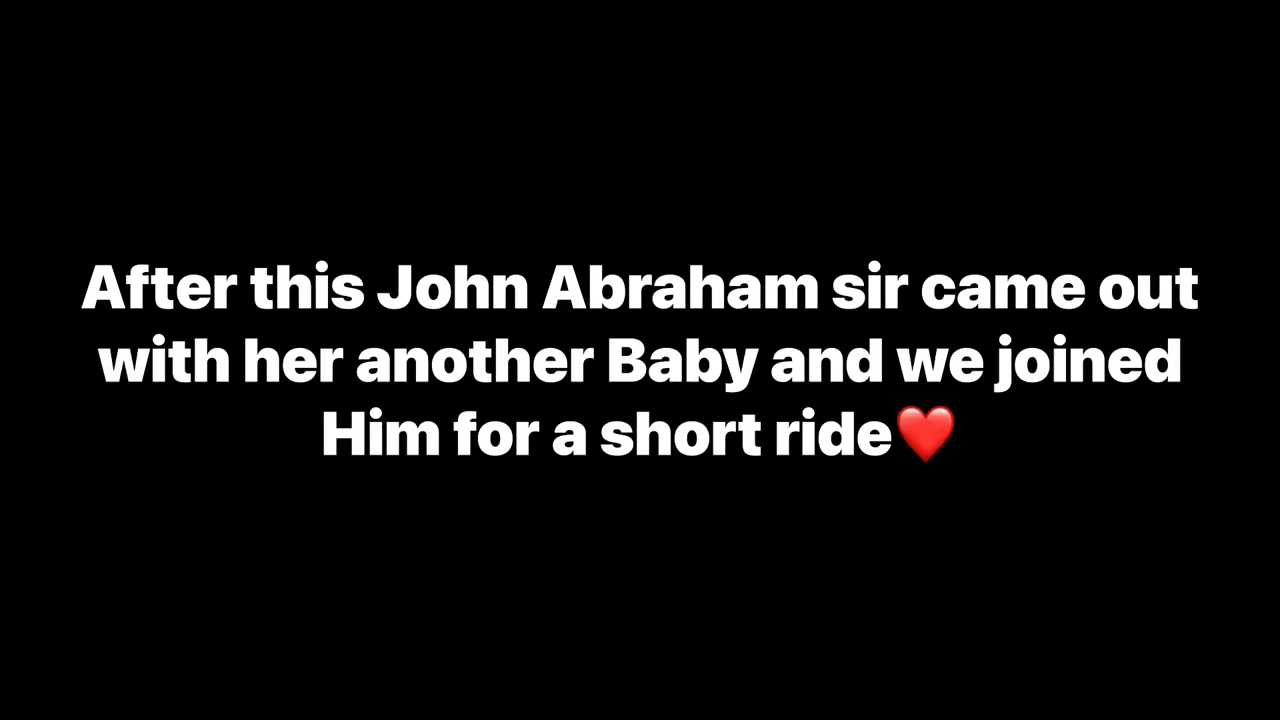 After this John Abraham sir came out
with her another Baby and we joined
Him for a short ride❤️